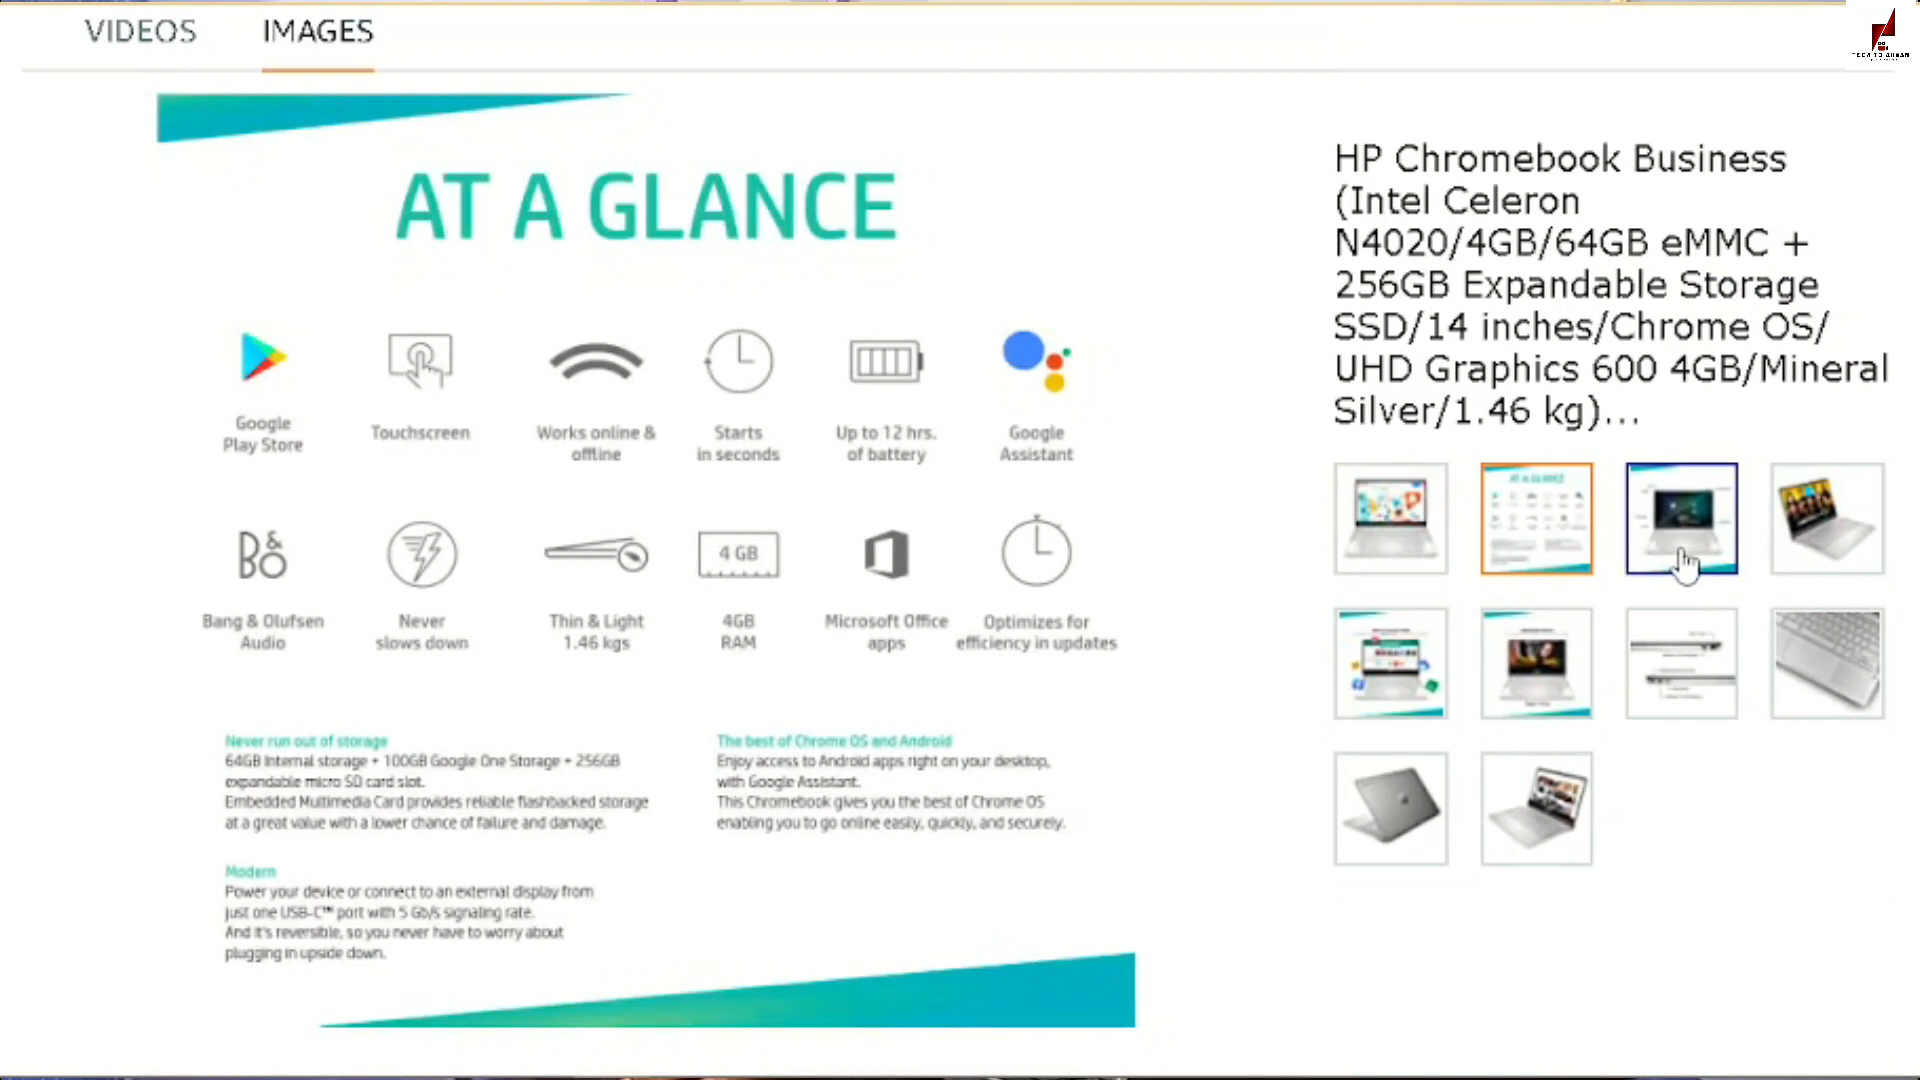 VIDEOS IMAGES
AT A GLANCE
Google
Play Store
Touchscreen
Works online &
offline
Starts
in seconds
Up to 12 hrs.
of battery
Google
Assistant
B&O
Bang & Olufsen
Audio
Never
slows down
Thin & Light
1.46 kgs
4 GB
4GB
RAM
Microsoft Office
apps
Optimizes for
efficiency in updates
Never run out of storage
64GB Internal storage + 100GB Google One Storage + 256GB
expandable micro SD card slot.
Embedded Multimedia Card provides reliable flashbacked storage
at a great value with a lower chance of failure and damage.
The best of Chrome OS and Android
Enjoy access to Android apps right on your desktop,
with Google Assistant.
This Chromebook gives you the best of Chrome OS
enabling you to go online easily, quickly, and securely.
Modern
Power your device or connect to an external display from
just one USB-C™ port with 5 Gb/s signaling rate.
And it's reversible, so you never have to worry about
plugging in upside down.
HP Chromebook Business
(Intel Celeron
N4020/4GB/64GB eMMC +
256GB Expandable Storage
SSD/14 inches/Chrome OS/
UHD Graphics 600 4GB/Mineral
Silver/1.46 kg)...
AT A GLANCE